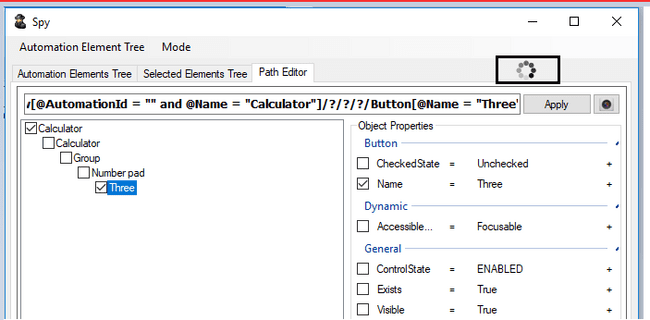 Spy
Automation Element Tree Mode
Automation Elements Tree Selected Elements Tree Path Editor
[@AutomationId = "" and @Name = "Calculator"]/?/?/?/Button[@Name = "Three' Apply
Calculator
Calculator
Group
Number pad
Three
Object Properties
Button
CheckedState = Unchecked +
Name = Three +
Dynamic
Accessible... = Focusable +
General
ControlState = ENABLED +
Exists = True +
Visible = True +